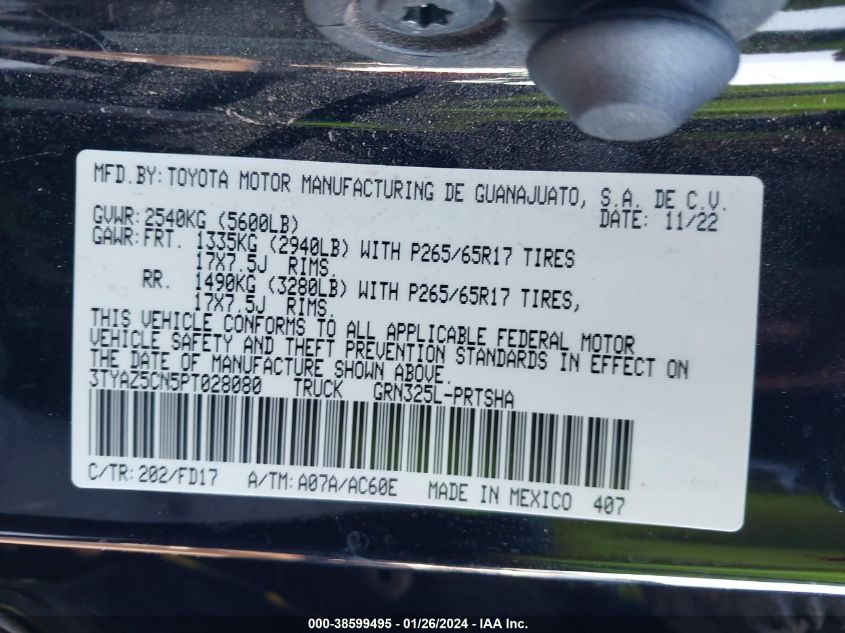 MFD.BY:TOYOTA MOTOR MANUFACTURING DE GUANAJUATO, S.A. DE C.V.
GVWR:2540KG (5600LB) DATE: 11/22
GAWR:FRT. 1335KG (2940LB) WITH P265/65R17 TIRES
17X7.5J RIMS.
RR. 1490KG (3280LB) WITH P265/65R17 TIRES,
17X7.5J RIMS.
THIS VEHICLE CONFORMS TO ALL APPLICABLE FEDERAL MOTOR
VEHICLE SAFETY AND THEFT PREVENTION STANDARDS IN EFFECT ON
THE DATE OF MANUFACTURE SHOWN ABOVE.
3TYAZ5CN5PT028080 TRUCK GRN325L-PRTSHA
C/TR:202/FD17 A/TM:A07A/AC60E MADE IN MEXICO 407
000-38599495 - 01/26/2024 - IAA Inc.